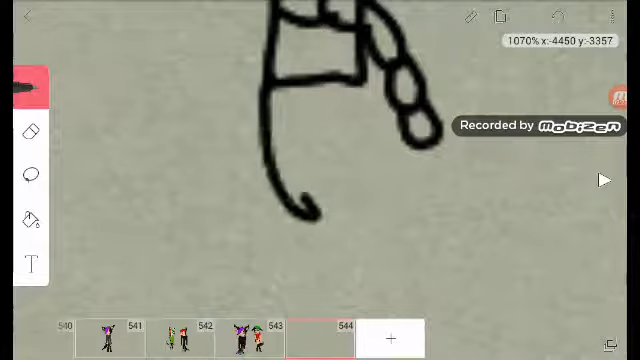 1070% x:-4450 y:-3357
Recorded by mobizen
T
540 541 542 543 544
+